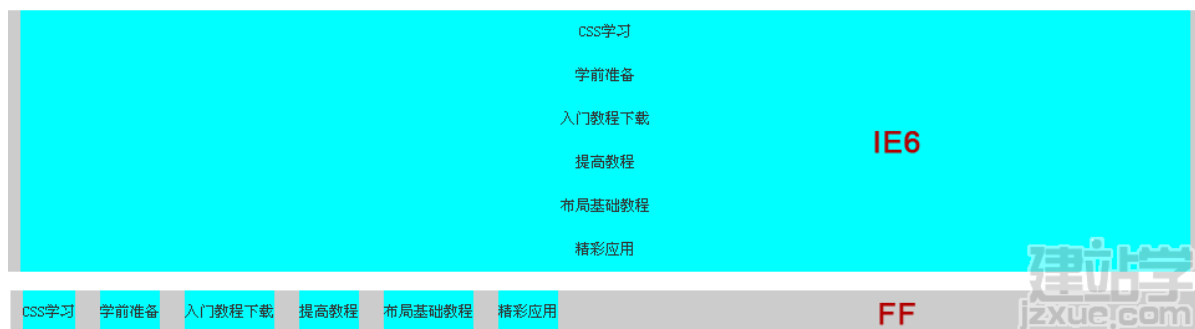 CSS学习
学前准备
入门教程下载
提高教程
布局基础教程
精彩应用
IE6
CSS学习 学前准备 入门教程下载 提高教程 布局基础教程 精彩应用
FF
建站学
jzxue.com